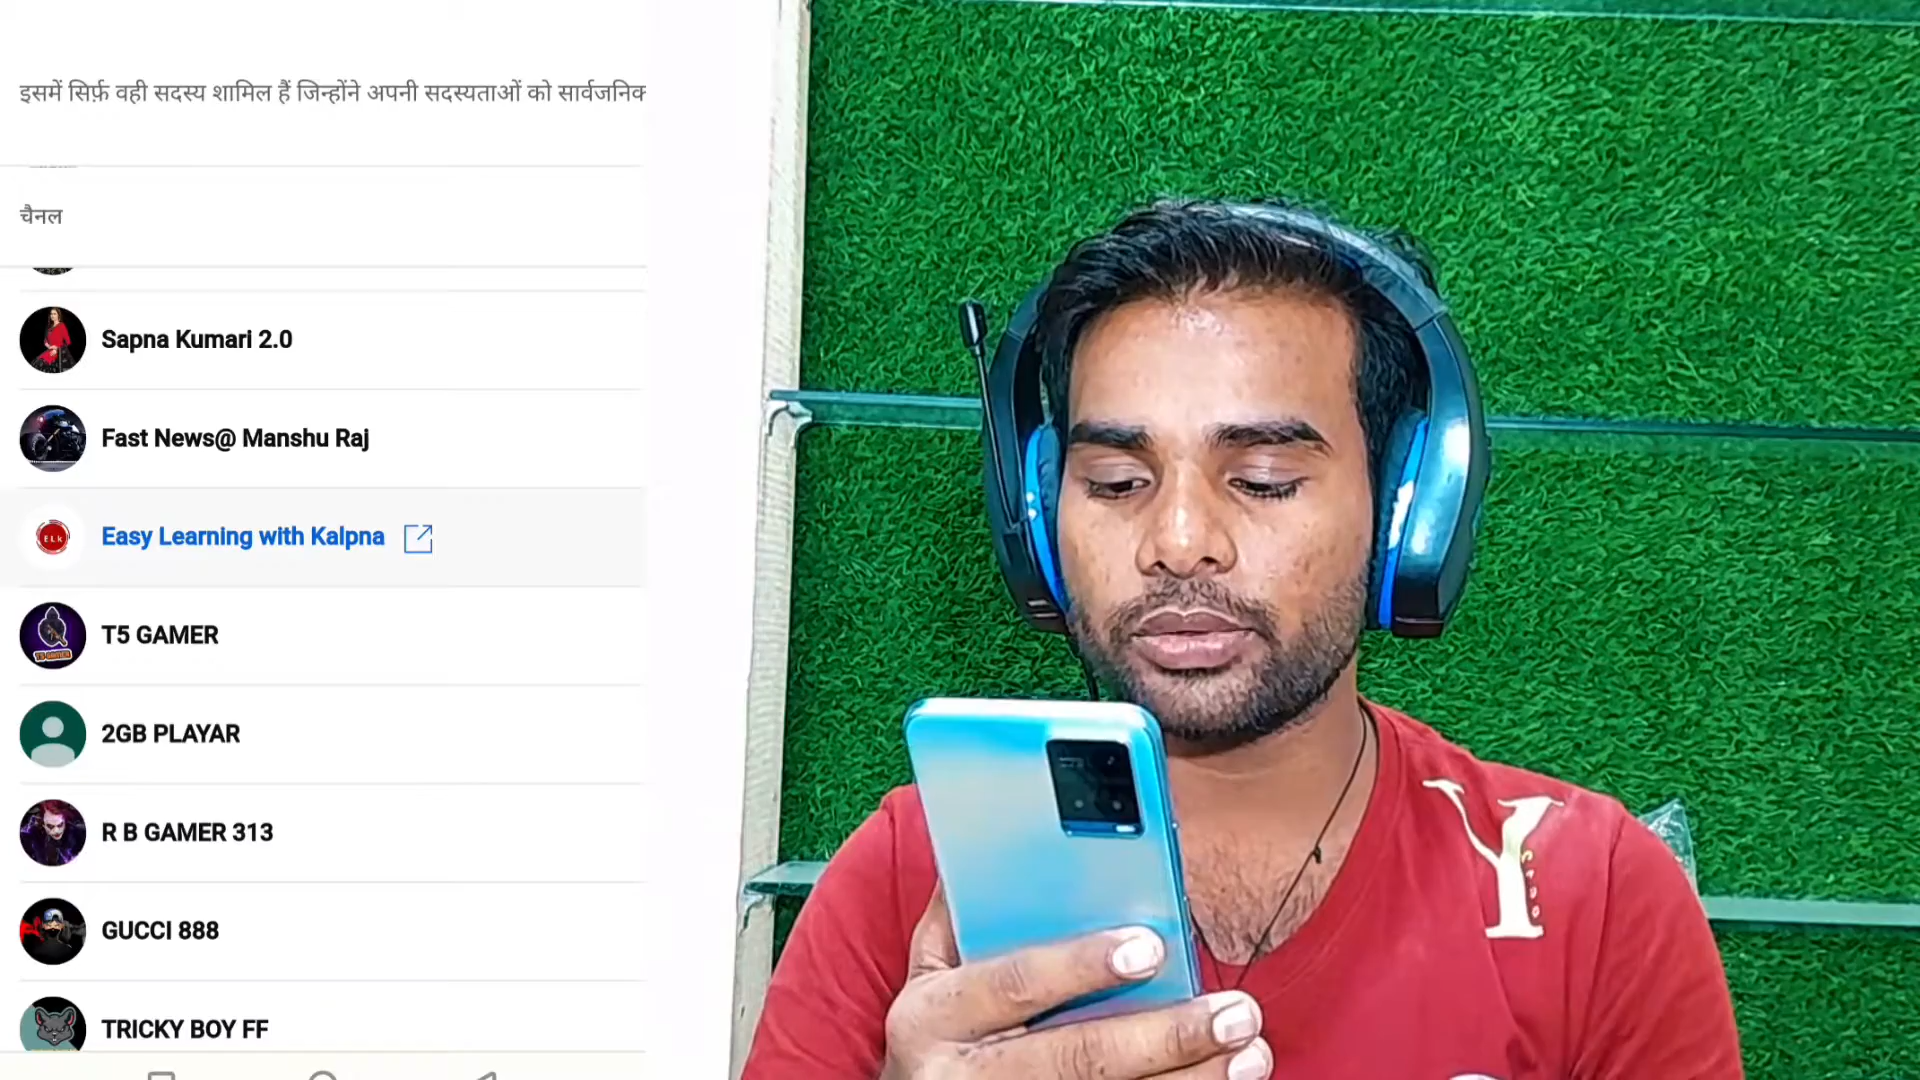 इसमें सिर्फ़ वही सदस्य शामिल हैं जिन्होंने अपनी सदस्यताओं को सार्वजनिक
चैनल
Sapna Kumari 2.0
Fast News@ Manshu Raj
ELK
Easy Learning with Kalpna
T5 GAMER
2GB PLAYAR
R B GAMER 313
GUCCI 888
TRICKY BOY FF
Y